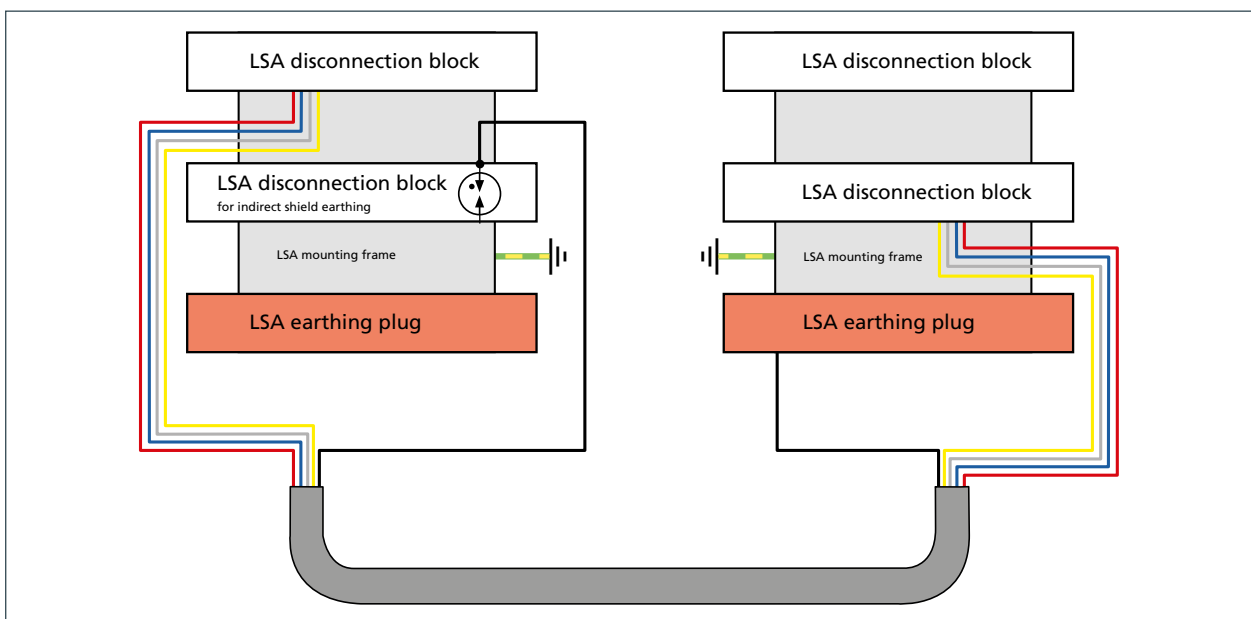 LSA disconnection block
LSA disconnection block
for indirect shield earthing
LSA mounting frame
LSA earthing plug
LSA disconnection block
LSA disconnection block
LSA mounting frame
LSA earthing plug